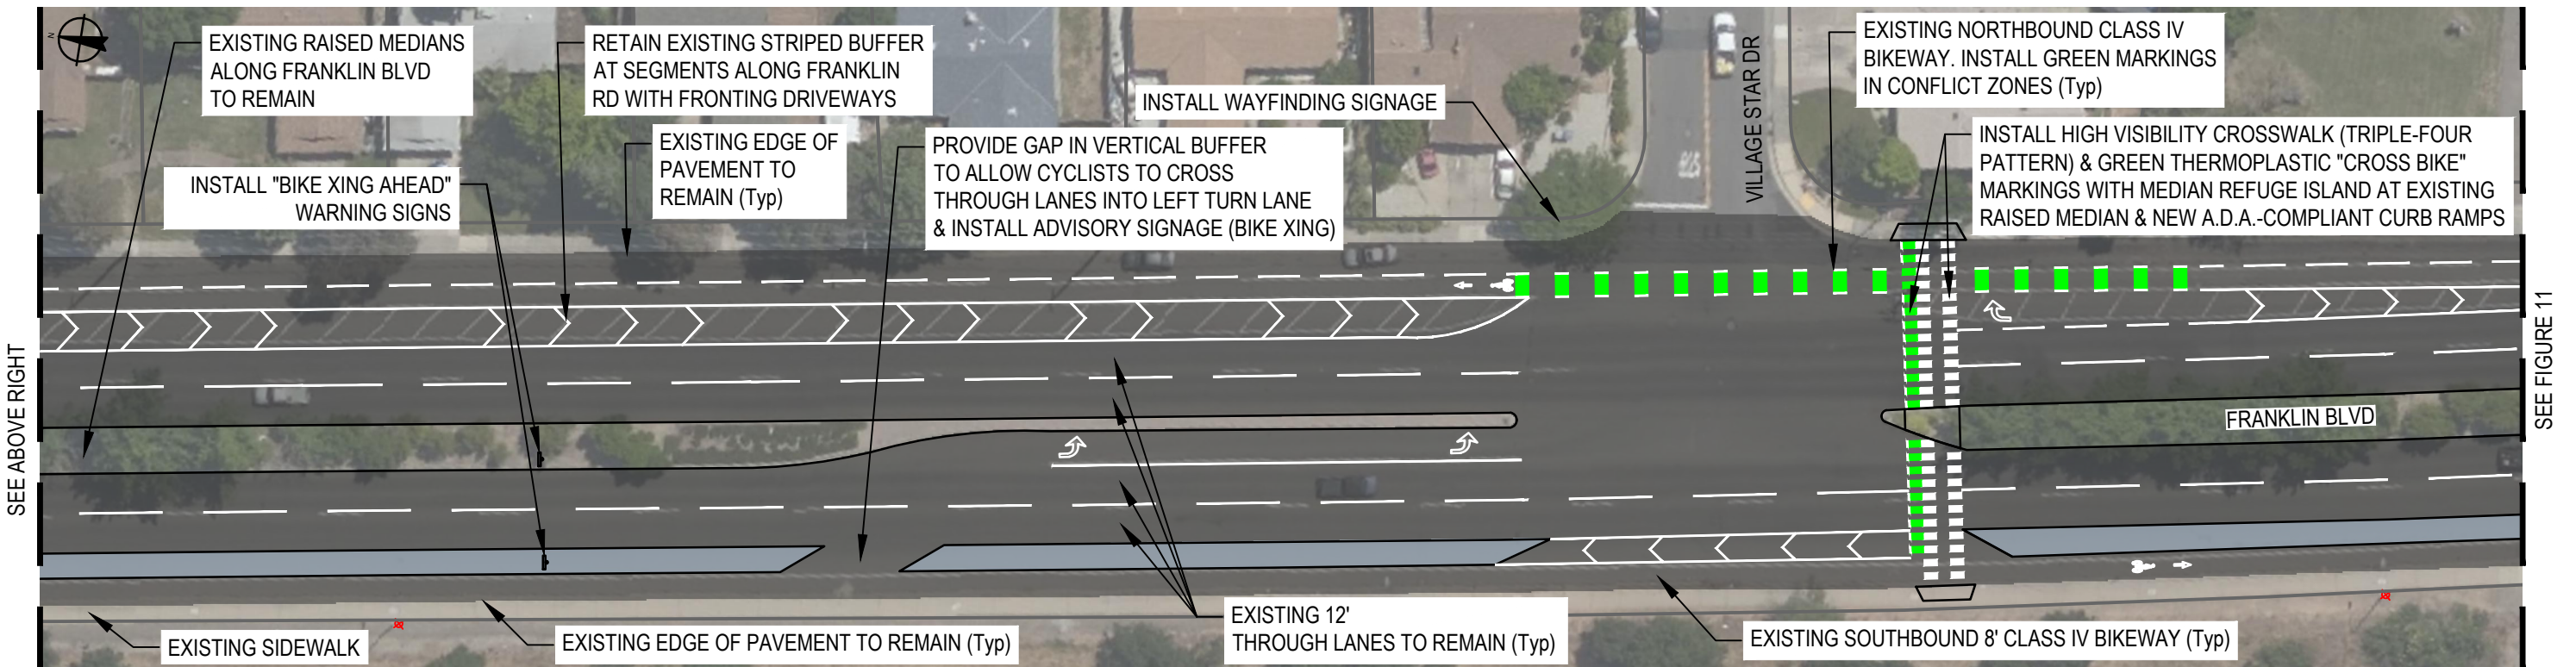 N
EXISTING RAISED MEDIANS
ALONG FRANKLIN BLVD
TO REMAIN
RETAIN EXISTING STRIPED BUFFER
AT SEGMENTS ALONG FRANKLIN
RD WITH FRONTING DRIVEWAYS
INSTALL WAYFINDING SIGNAGE
VILLAGE STAR DR
EXISTING NORTHBOUND CLASS IV
BIKEWAY. INSTALL GREEN MARKINGS
IN CONFLICT ZONES (Typ)
INSTALL "BIKE XING AHEAD"
WARNING SIGNS
EXISTING EDGE OF
PAVEMENT TO
REMAIN (Typ)
PROVIDE GAP IN VERTICAL BUFFER
TO ALLOW CYCLISTS TO CROSS
THROUGH LANES INTO LEFT TURN LANE
& INSTALL ADVISORY SIGNAGE (BIKE XING)
INSTALL HIGH VISIBILITY CROSSWALK (TRIPLE-FOUR
PATTERN) & GREEN THERMOPLASTIC "CROSS BIKE"
MARKINGS WITH MEDIAN REFUGE ISLAND AT EXISTING
RAISED MEDIAN & NEW A.D.A.-COMPLIANT CURB RAMPS
SEE ABOVE RIGHT
FRANKLIN BLVD
SEE FIGURE 11
EXISTING SIDEWALK
EXISTING EDGE OF PAVEMENT TO REMAIN (Typ)
EXISTING 12'
THROUGH LANES TO REMAIN (Typ)
EXISTING SOUTHBOUND 8' CLASS IV BIKEWAY (Typ)